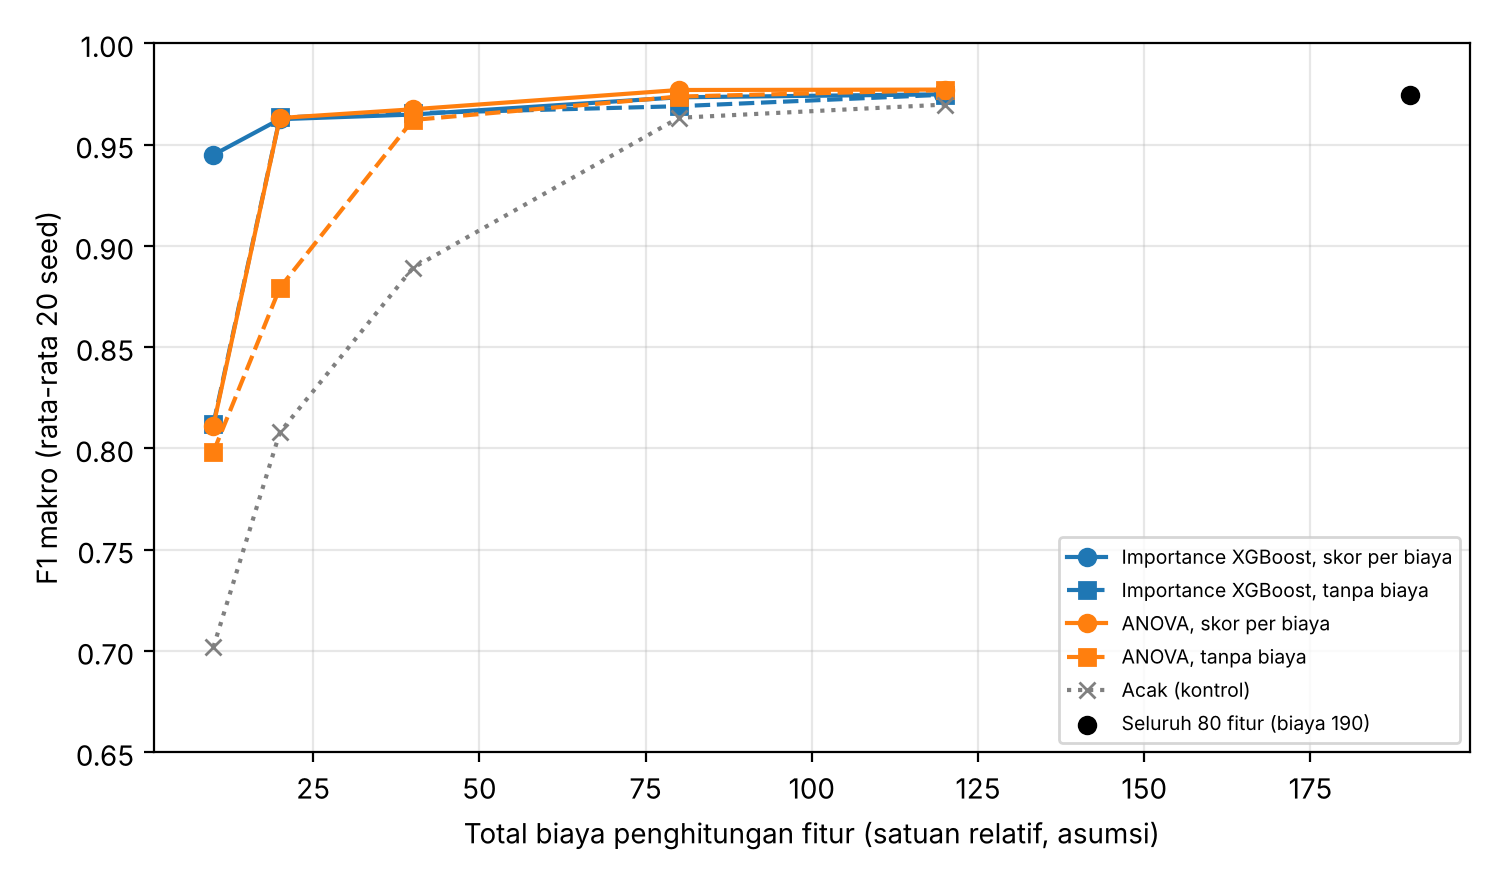 1.00
0.95
0.90
0.85
0.80
0.75
0.70
0.65
F1 makro (rata-rata 20 seed)
25
50
75
100
125
150
175
Total biaya penghitungan fitur (satuan relatif, asumsi)
Importance XGBoost, skor per biaya
Importance XGBoost, tanpa biaya
ANOVA, skor per biaya
ANOVA, tanpa biaya
Acak (kontrol)
Seluruh 80 fitur (biaya 190)